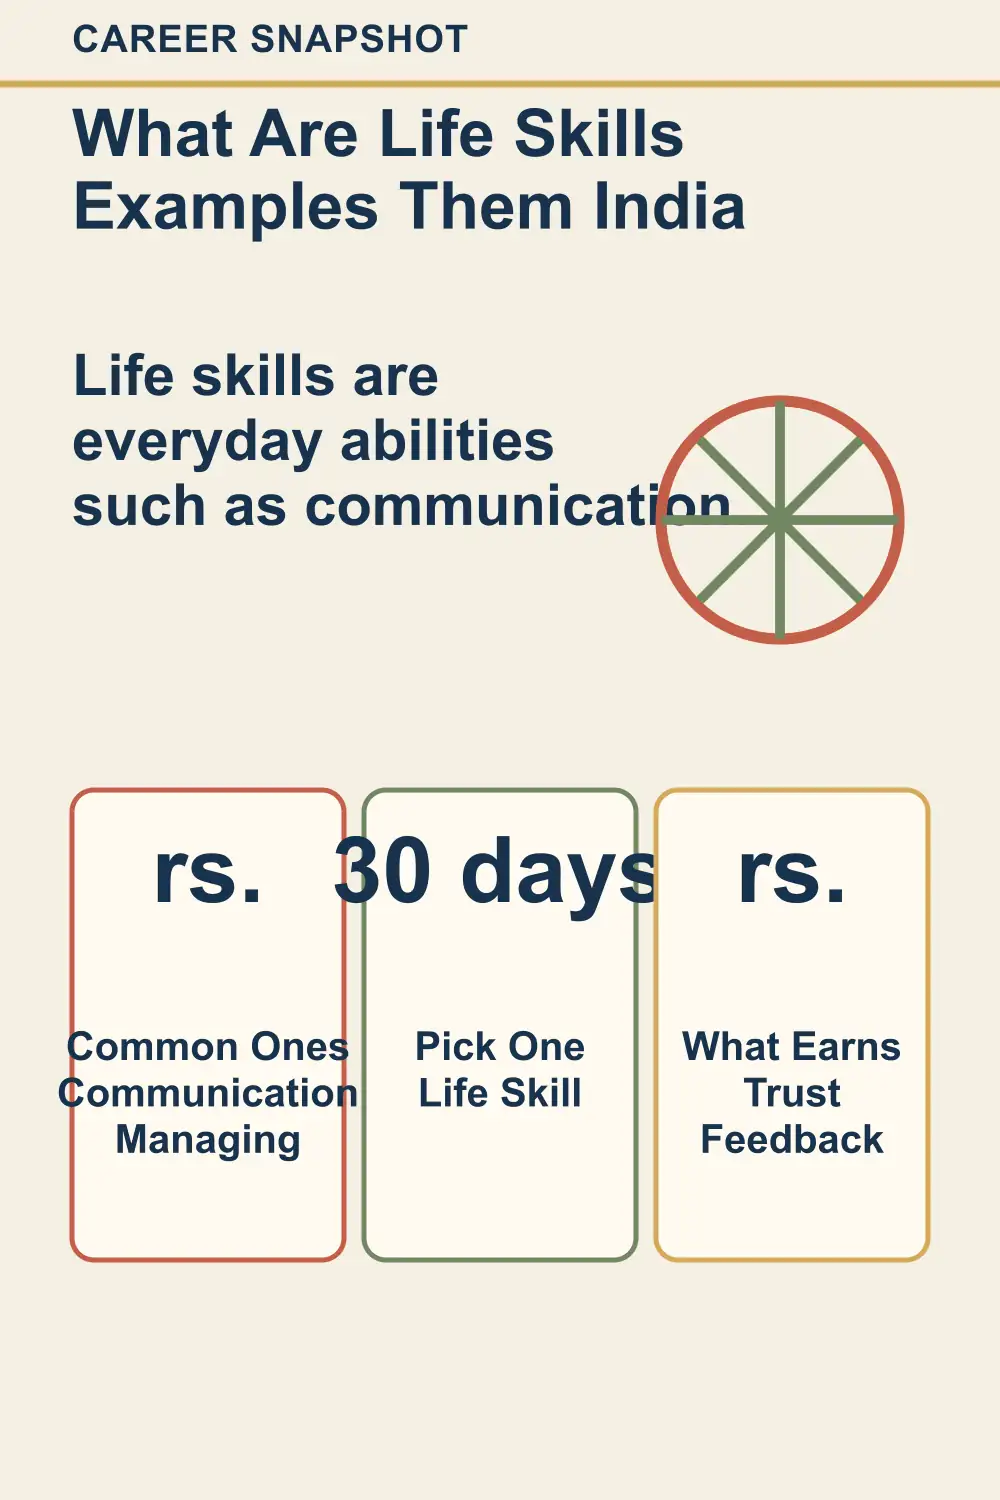 CAREER SNAPSHOT
What Are Life Skills
Examples Them India
Life skills are
everyday abilities
such as communication
rs.
Common Ones
Communication
Managing
30 days
Pick One
Life Skill
rs.
What Earns
Trust
Feedback